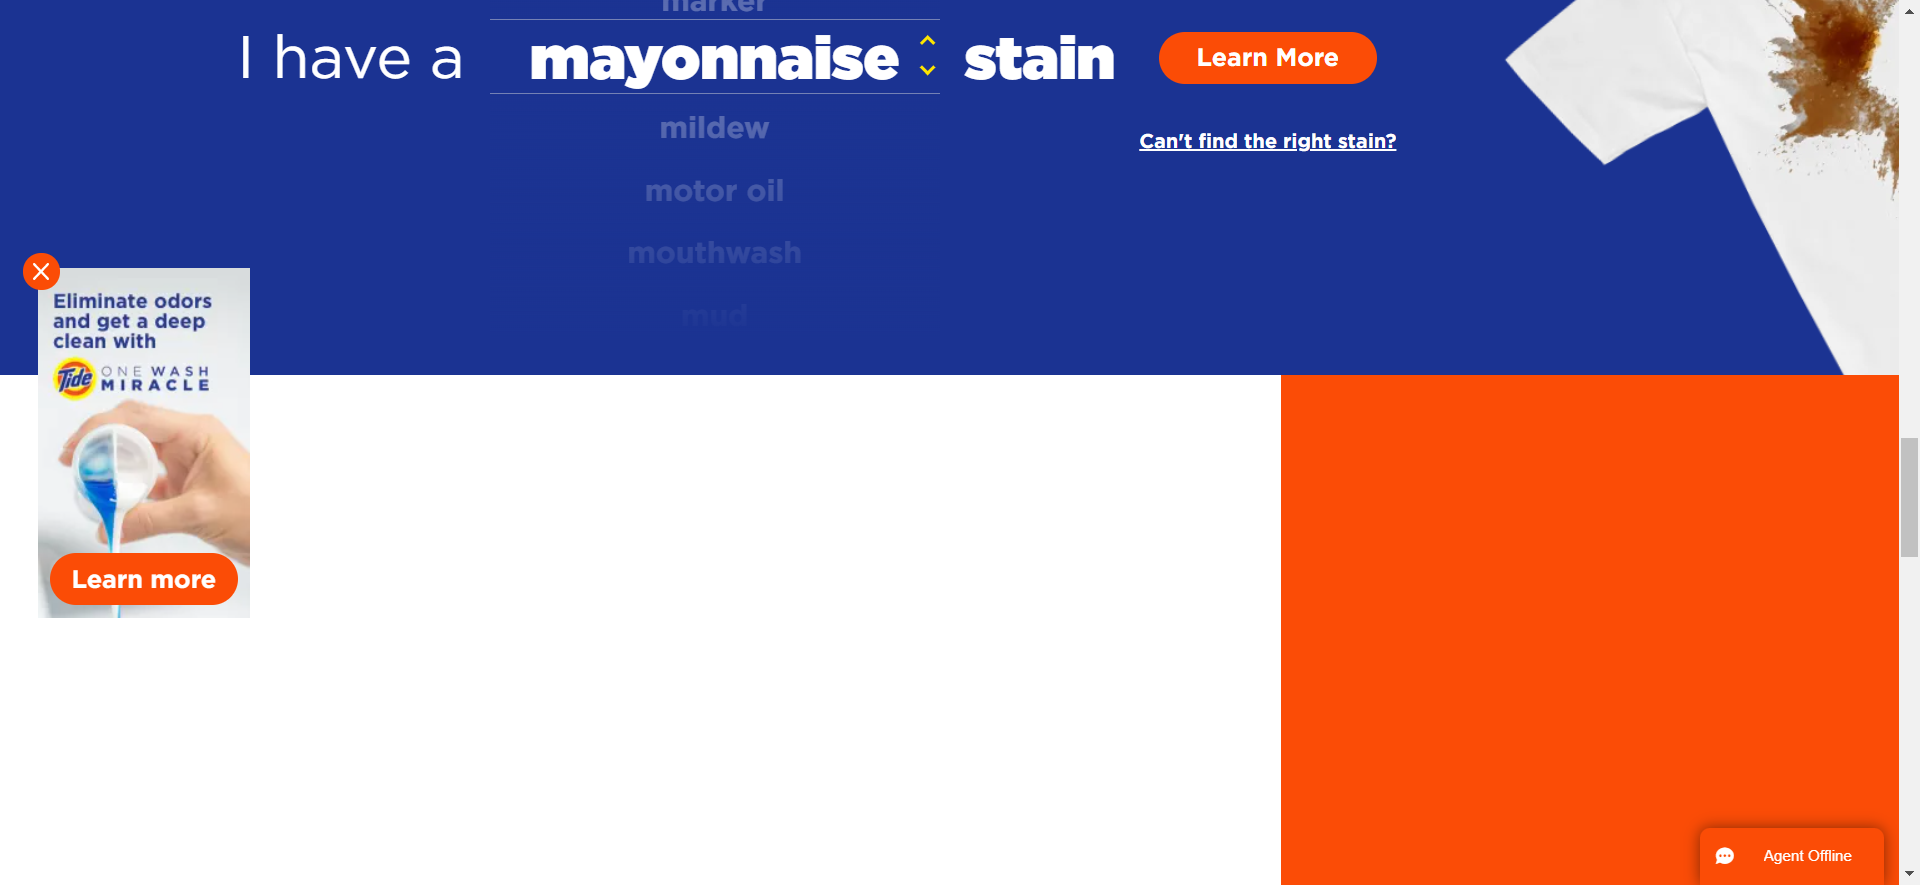 marker
I have a mayonnaise stain Learn More
mildew
Can't find the right stain?
motor oil
mouthwash
mud
Eliminate odors
and get a deep
clean with
Tide ONE WASH
MIRACLE
Learn more
Agent Offline